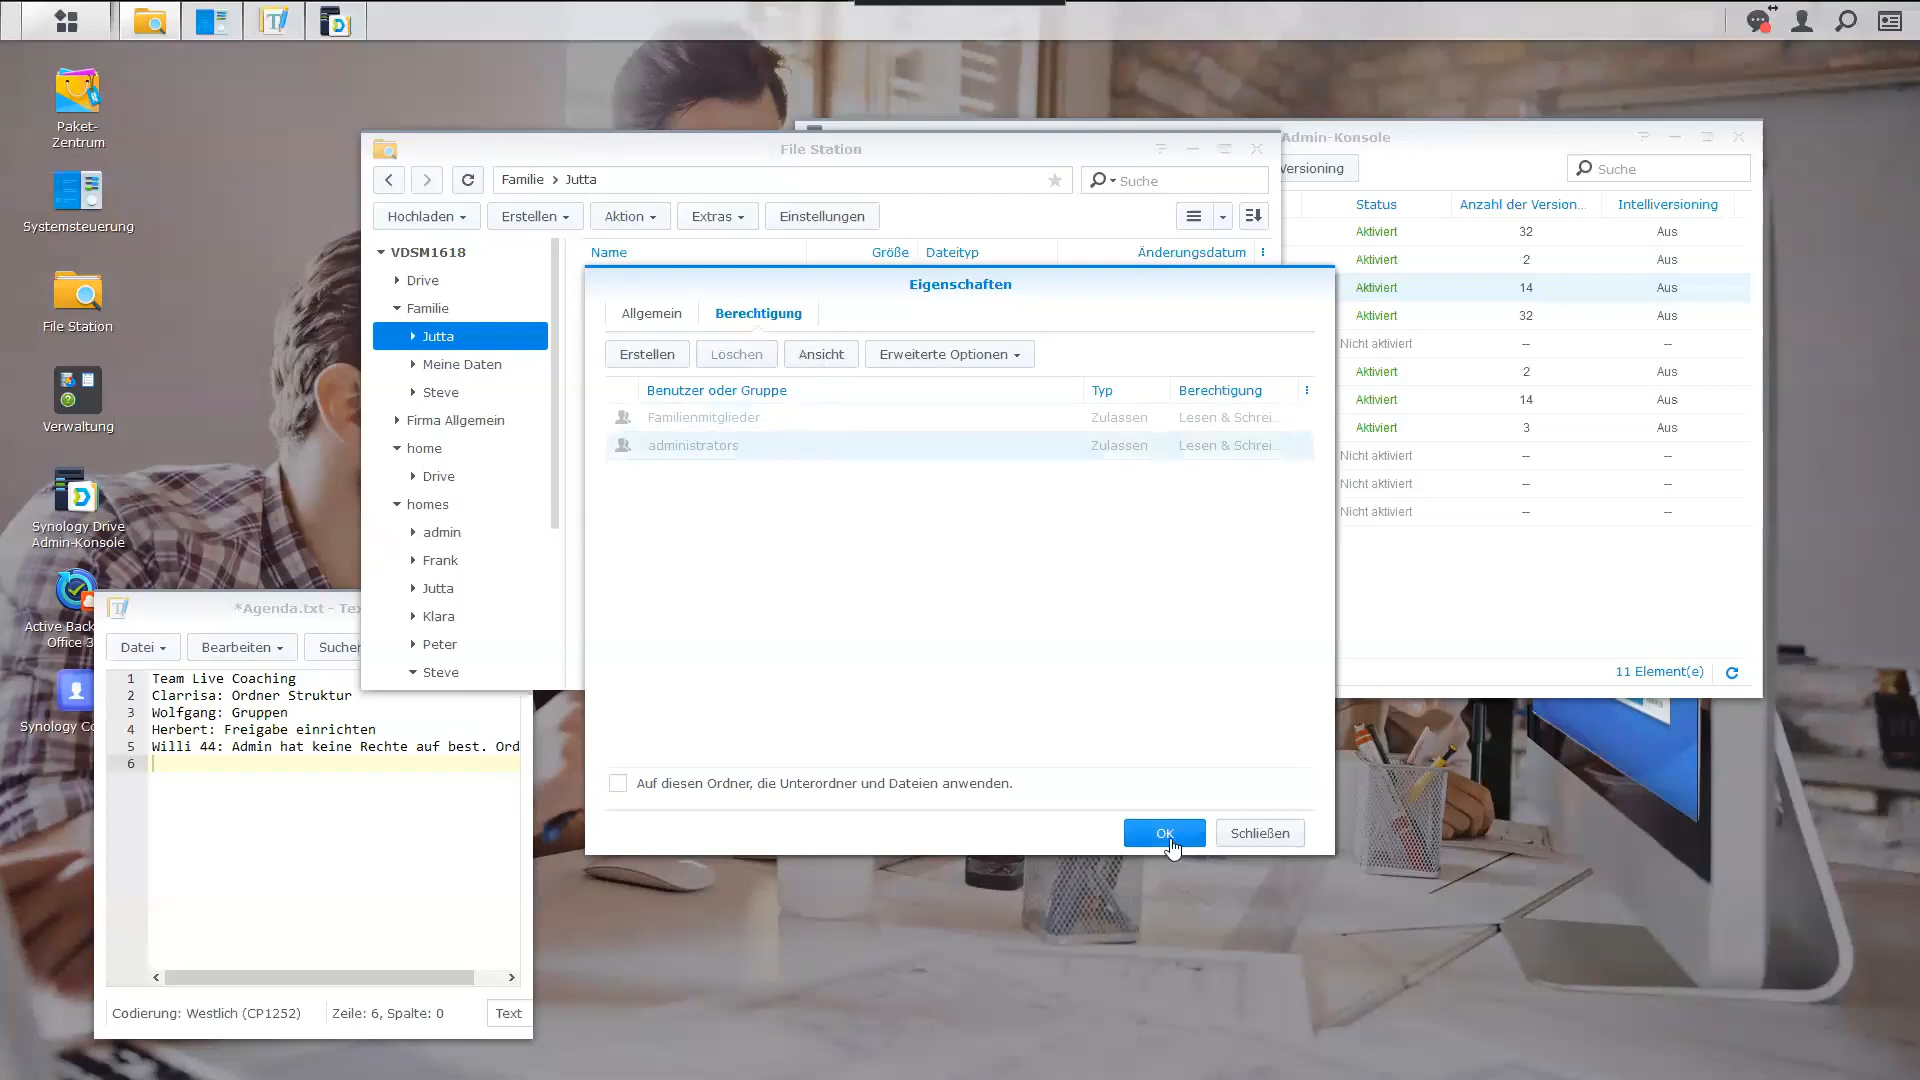 Paket-
Zentrum
Systemsteuerung
File Station
Verwaltung
Synology Drive
Admin-Konsole
Active Back
Office 3
Synology Co
Admin-Konsole
Versioning
Suche
Status
Anzahl der Version...
Intelliversioning
Aktiviert 32 Aus
Aktiviert 2 Aus
Aktiviert 14 Aus
Aktiviert 32 Aus
Nicht aktiviert -- --
Aktiviert 2 Aus
Aktiviert 14 Aus
Aktiviert 3 Aus
Nicht aktiviert -- --
Nicht aktiviert -- --
Nicht aktiviert -- --
11 Element(e)
File Station
Familie Jutta
Suche
Hochladen Erstellen Aktion Extras Einstellungen
VDSM1618
Drive
Familie
Jutta
Meine Daten
Steve
Firma Allgemein
home
Drive
homes
admin
Frank
Jutta
Klara
Peter
Steve
Name Größe Dateityp Änderungsdatum
Eigenschaften
Allgemein Berechtigung
Erstellen Löschen Ansicht Erweiterte Optionen
Benutzer oder Gruppe Typ Berechtigung
Familienmitglieder Zulassen Lesen & Schrei...
administrators Zulassen Lesen & Schrei...
Auf diesen Ordner, die Unterordner und Dateien anwenden.
OK Schließen
*Agenda.txt - Tex
Datei Bearbeiten Suchen
1 Team Live Coaching
2 Clarrisa: Ordner Struktur
3 Wolfgang: Gruppen
4 Herbert: Freigabe einrichten
5 Willi 44: Admin hat keine Rechte auf best. Ord
6
Codierung: Westlich (CP1252) Zeile: 6, Spalte: 0 Text